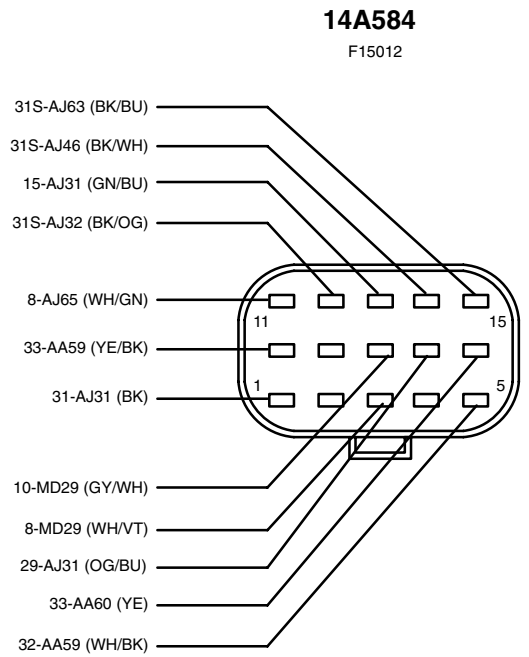 14A584
F15012
31S-AJ63 (BK/BU)
31S-AJ46 (BK/WH)
15-AJ31 (GN/BU)
31S-AJ32 (BK/OG)
8-AJ65 (WH/GN)
11
15
33-AA59 (YE/BK)
1
5
31-AJ31 (BK)
10-MD29 (GY/WH)
8-MD29 (WH/VT)
29-AJ31 (OG/BU)
33-AA60 (YE)
32-AA59 (WH/BK)